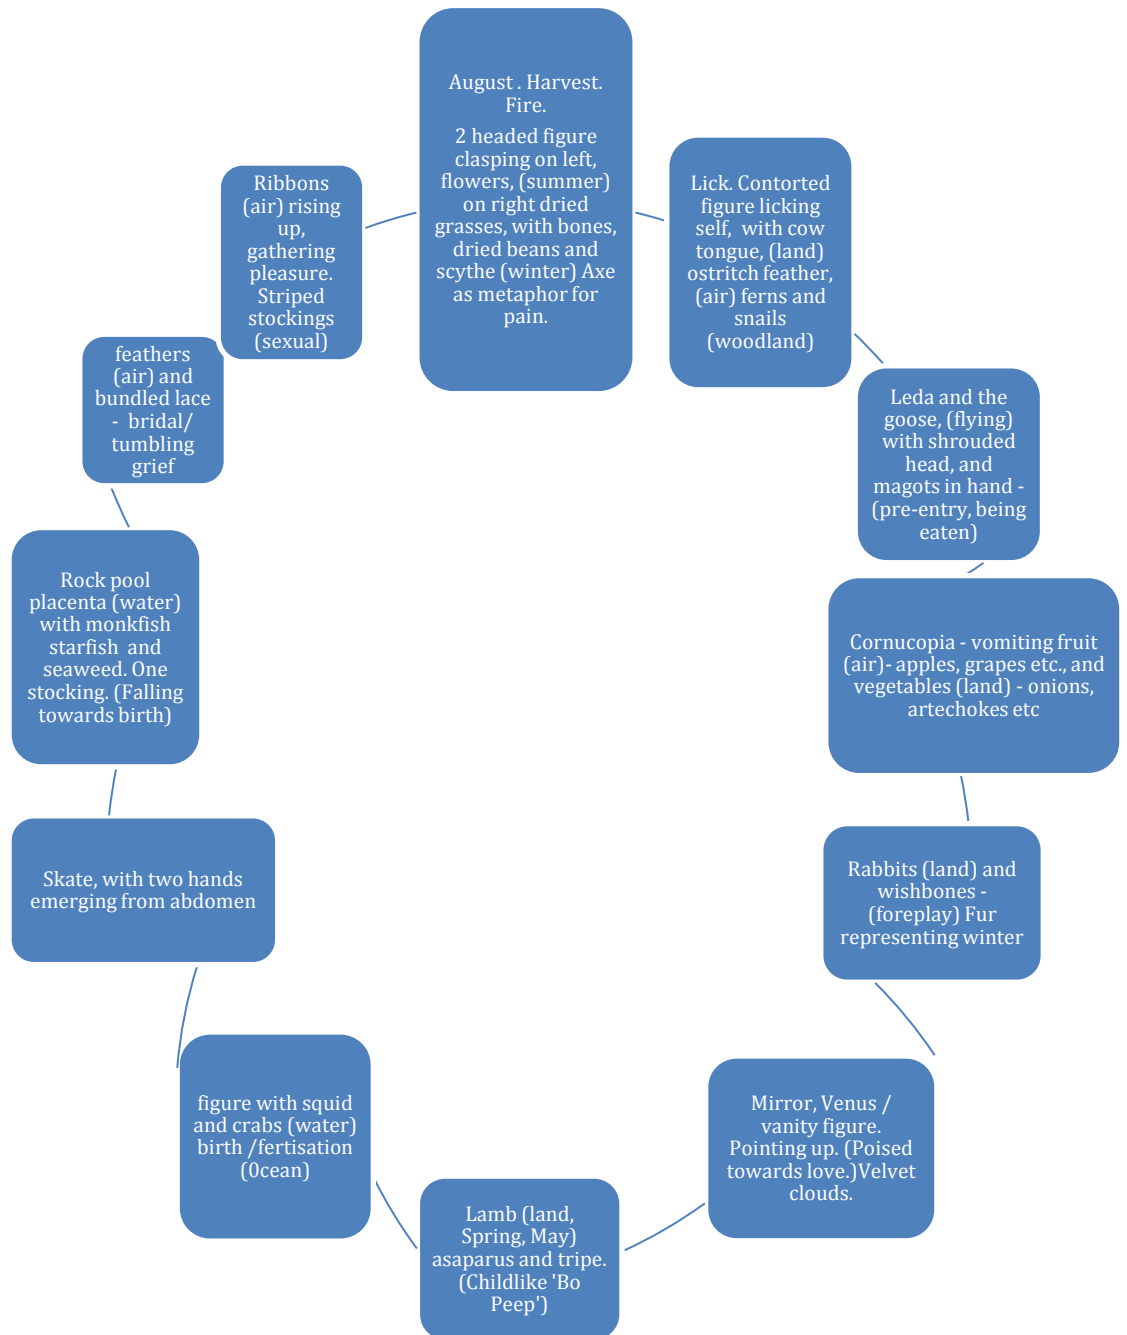 August . Harvest.
Fire.
2 headed figure
clasping on left,
flowers, (summer)
on right dried
grasses, with bones,
dried beans and
scythe (winter) Axe
as metaphor for
pain.
Lick. Contorted
figure licking
self,  with cow
tongue, (land)
ostritch feather,
(air) ferns and
snails
(woodland)
Leda and the
goose, (flying)
with shrouded
head, and
magots in hand -
(pre-entry, being
eaten)
Cornucopia - vomiting fruit
(air)- apples, grapes etc., and
vegetables (land) - onions,
artechokes etc
Rabbits (land) and
wishbones -
(foreplay) Fur
representing winter
Mirror, Venus /
vanity figure.
Pointing up. (Poised
towards love.)Velvet
clouds.
Lamb (land,
Spring, May)
asaparus and tripe.
(Childlike 'Bo
Peep')
figure with squid
and crabs (water)
birth /fertisation
(0cean)
Skate, with two hands
emerging from abdomen
Rock pool
placenta (water)
with monkfish
starfish  and
seaweed. One
stocking. (Falling
towards birth)
feathers
(air) and
bundled lace
-  bridal/
tumbling
grief
Ribbons
(air) rising
up,
gathering
pleasure.
Striped
stockings
(sexual)